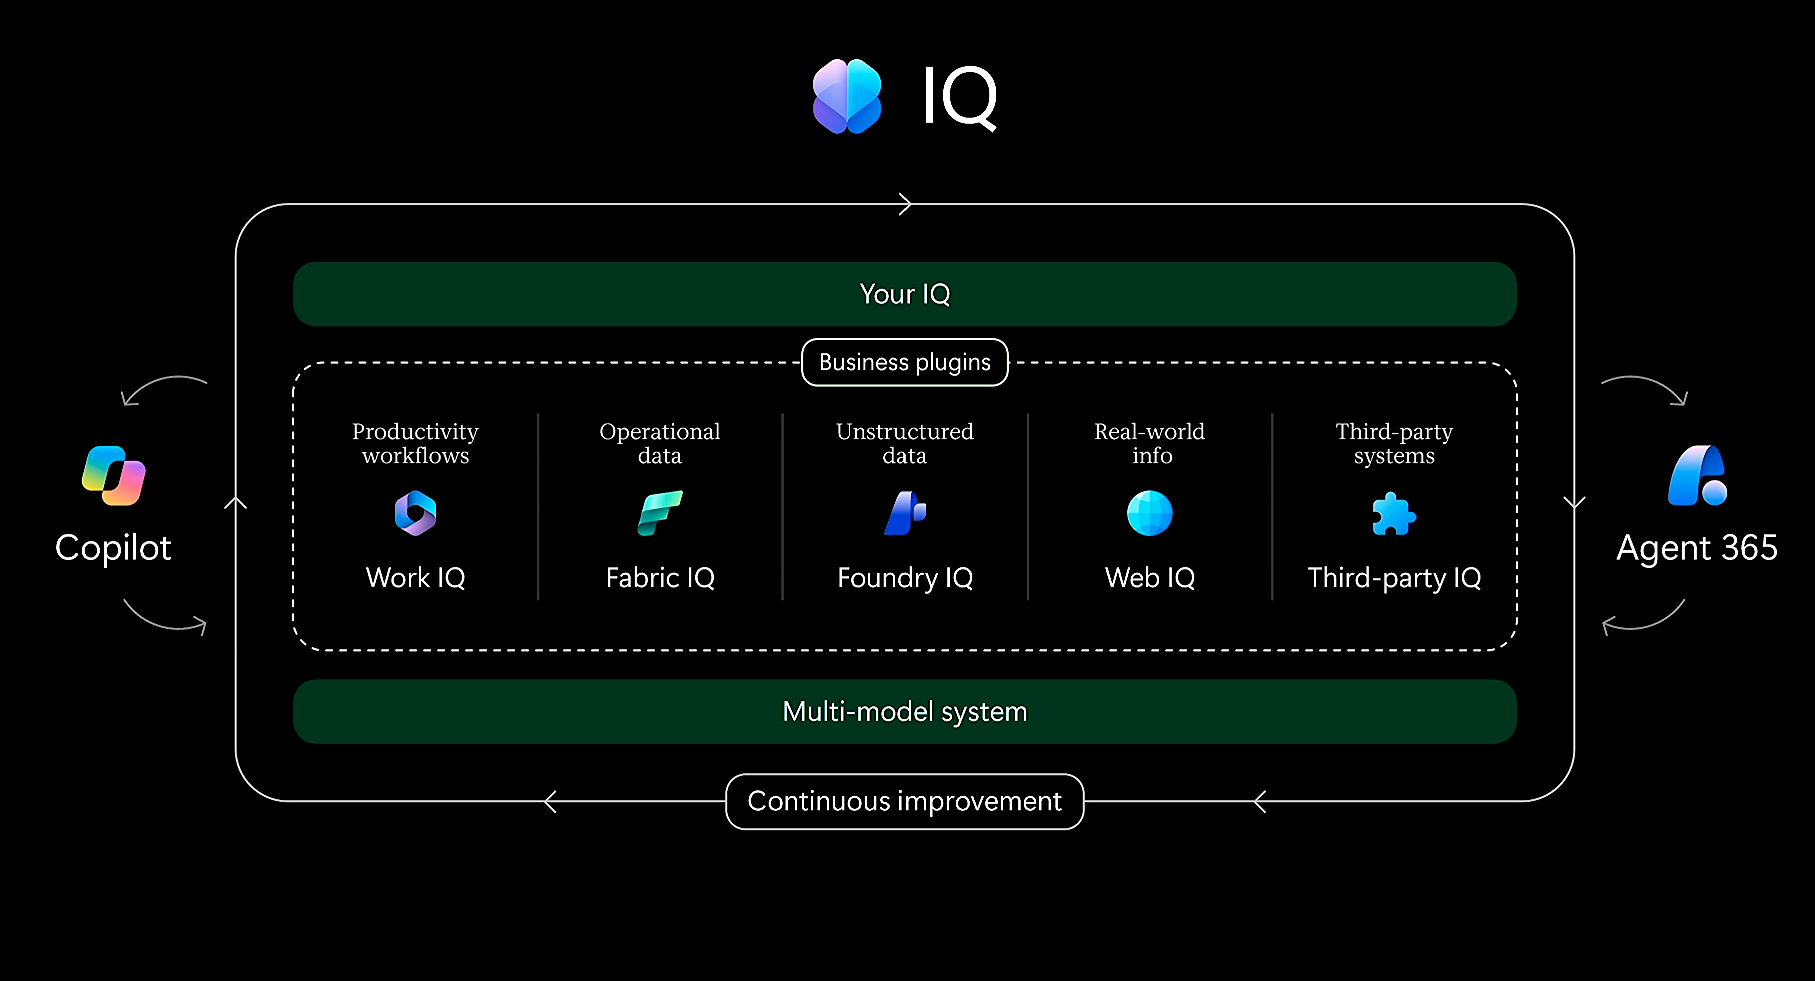 IQ
Your IQ
Business plugins
Productivity
workflows
Work IQ
Operational
data
Fabric IQ
Unstructured
data
Foundry IQ
Real-world
info
Web IQ
Third-party
systems
Third-party IQ
Copilot
Agent 365
Multi-model system
Continuous improvement